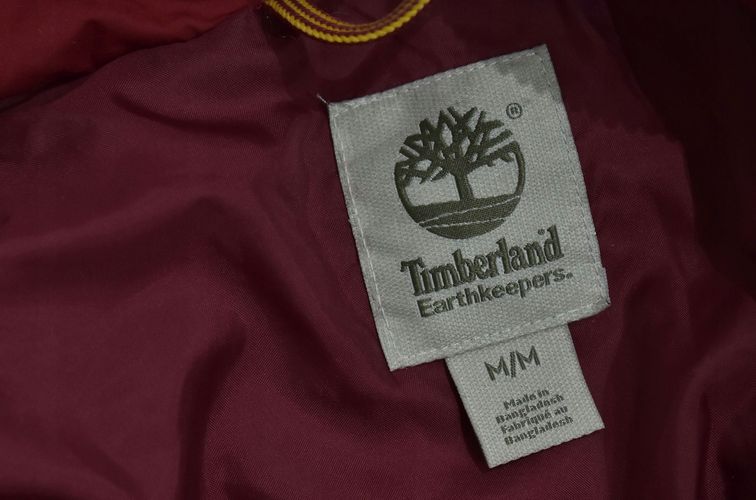 ®
Timberland
Earthkeepers.
M/M
Made in
Bangladesh
Fabriqué au
Bangladesh